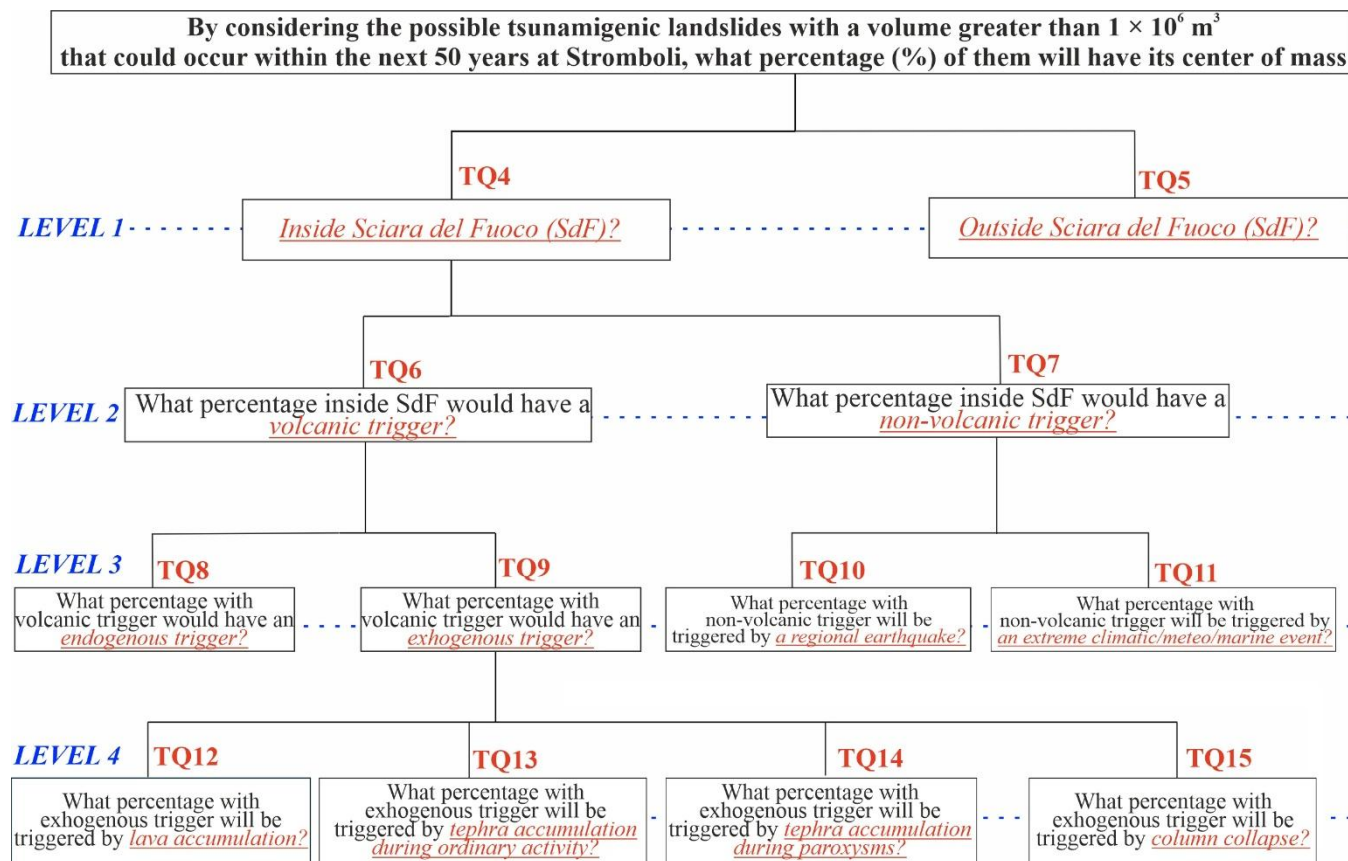 By considering the possible tsunamigenic landslides with a volume greater than 1 × 10⁶ m³
that could occur within the next 50 years at Stromboli, what percentage (%) of them will have its center of mass
TQ4
TQ5
LEVEL 1
Inside Sciara del Fuoco (SdF)?
Outside Sciara del Fuoco (SdF)?
TQ6
TQ7
LEVEL 2
What percentage inside SdF would have a
volcanic trigger?
What percentage inside SdF would have a
non-volcanic trigger?
LEVEL 3
TQ8
TQ9
TQ10
TQ11
What percentage with
volcanic trigger would have an
endogenous trigger?
What percentage with
volcanic trigger would have an
exhogenous trigger?
What percentage with
non-volcanic trigger will be
triggered by a regional earthquake?
What percentage with
non-volcanic trigger will be triggered by
an extreme climatic/meteo/marine event?
LEVEL 4
TQ12
TQ13
TQ14
TQ15
What percentage with
exhogenous trigger will be
triggered by lava accumulation?
What percentage with
exhogenous trigger will be
triggered by tephra accumulation
during ordinary activity?
What percentage with
exhogenous trigger will be
triggered by tephra accumulation
during paroxysms?
What percentage with
exhogenous trigger will be
triggered by column collapse?